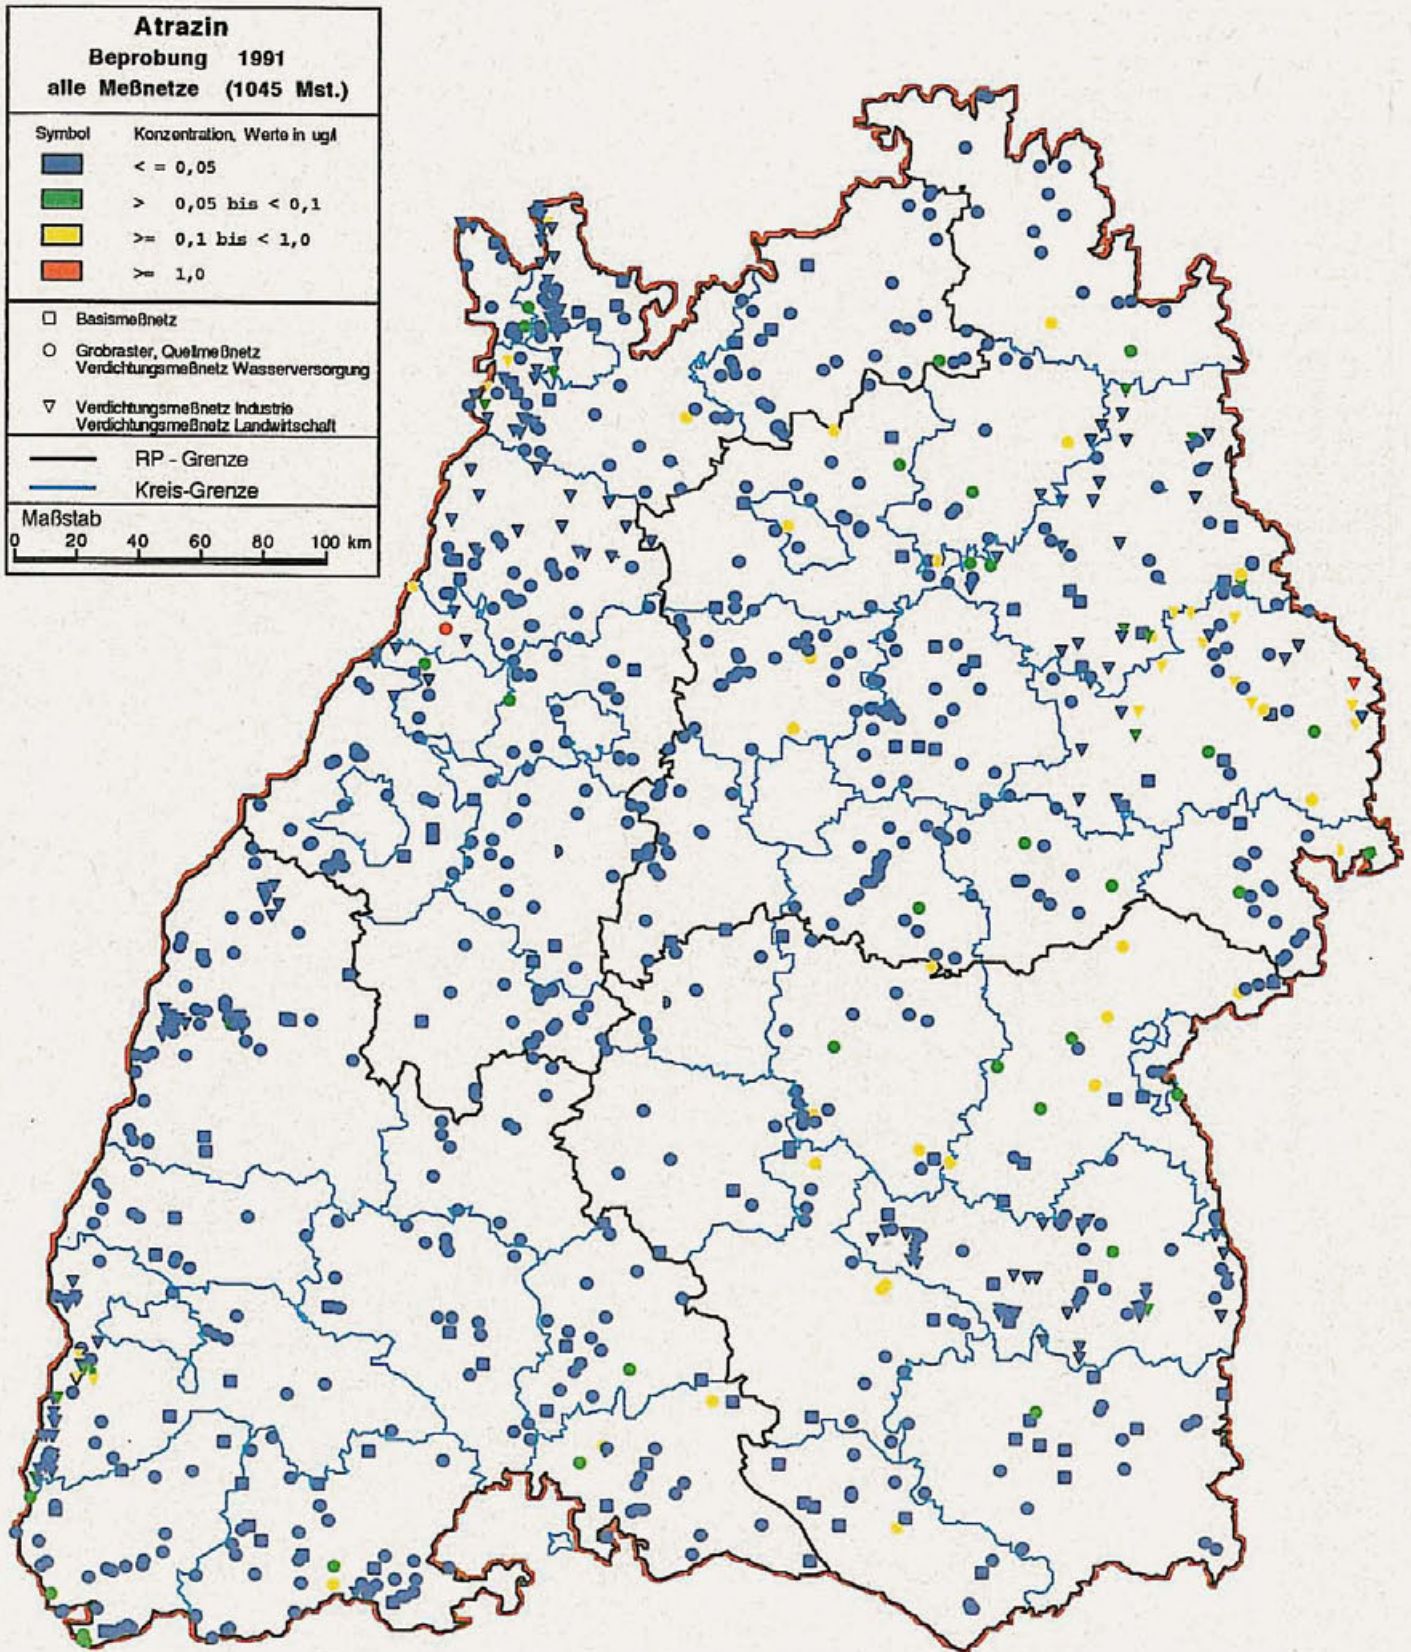 Atrazin
Beprobung 1991
alle Meßnetze (1045 Mst.)
Symbol Konzentration, Werte in ug/l
< = 0,05
> 0,05 bis < 0,1
>= 0,1 bis < 1,0
>= 1,0
Basismeßnetz
Grobraster, Quellmeßnetz
Verdichtungsmeßnetz Wasserversorgung
Verdichtungsmeßnetz Industrie
Verdichtungsmeßnetz Landwirtschaft
RP - Grenze
Kreis-Grenze
Maßstab
0 20 40 60 80 100 km